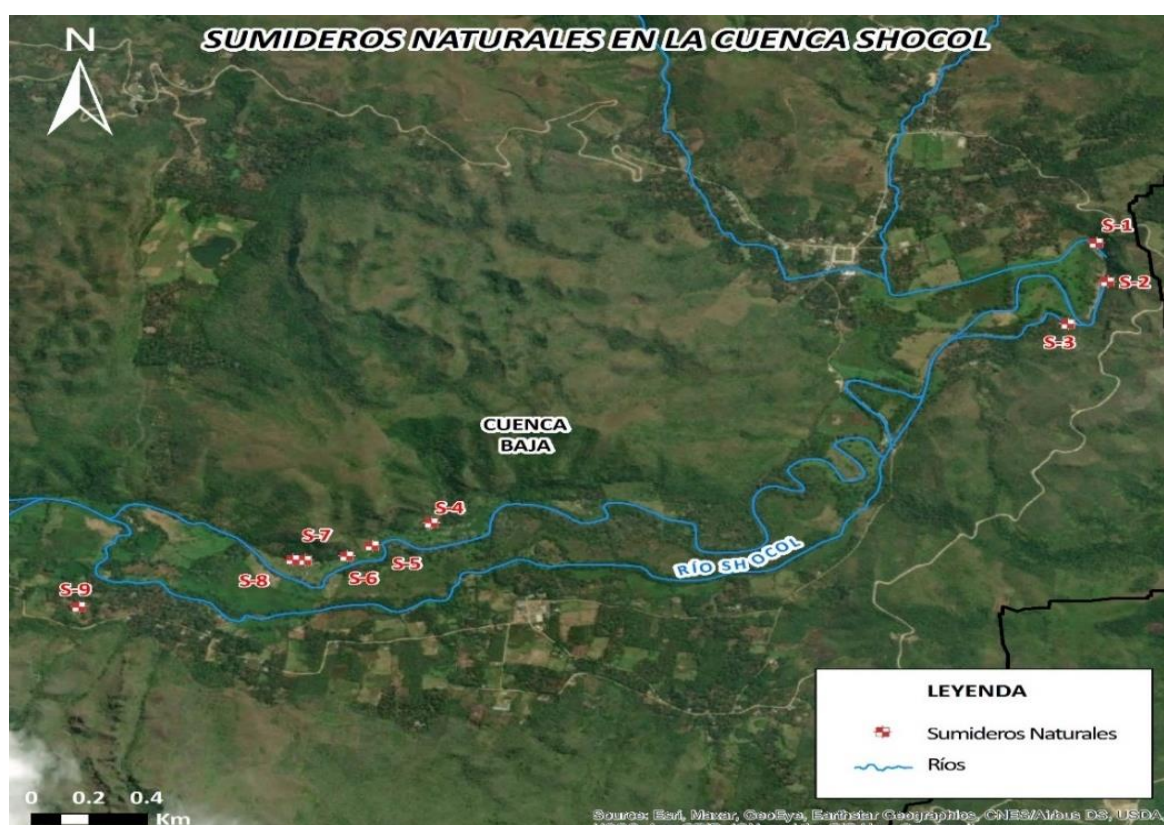 SUMIDEROS NATURALES EN LA CUENCA SHOCOL
N
S-1
S-2
S-3
CUENCA
BAJA
S-4
S-7
S-5
S-8
S-6
S-9
RÍO SHOCOL
LEYENDA
Sumideros Naturales
Ríos
0 0.2 0.4
Km
Source: Esri, Maxar, GeoEye, Earthstar Geographics, CNES/Airbus DS, USDA,